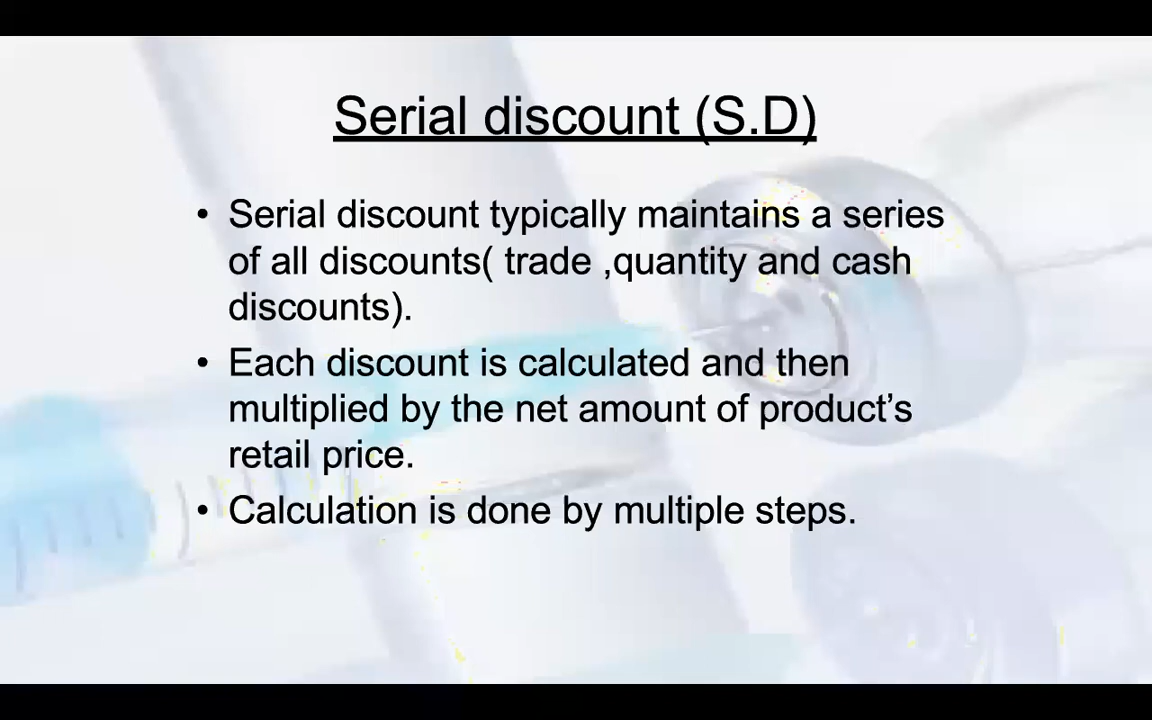 Serial discount (S.D)
• Serial discount typically maintains a series
of all discounts( trade ,quantity and cash
discounts).
• Each discount is calculated and then
multiplied by the net amount of product’s
retail price.
• Calculation is done by multiple steps.